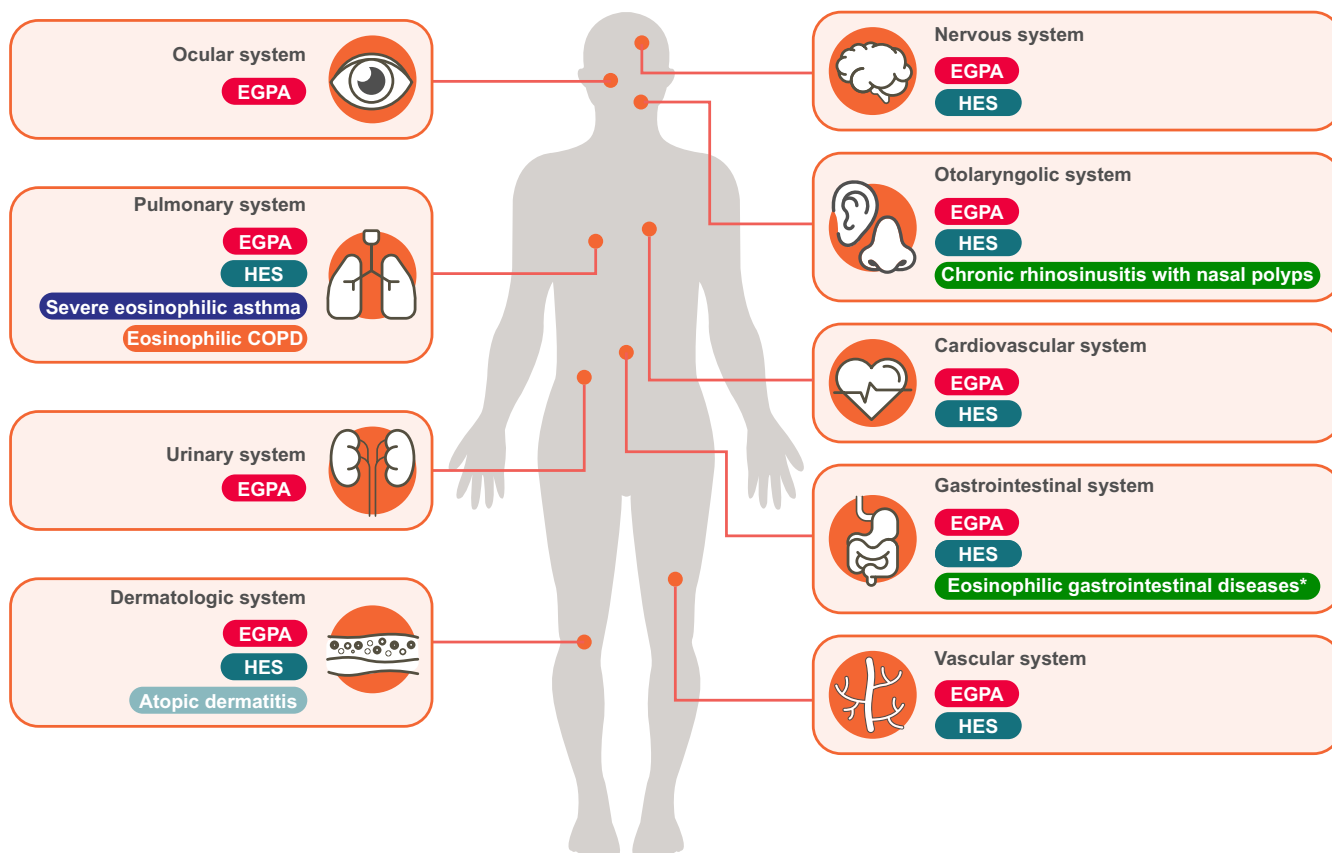 Ocular system
EGPA
Pulmonary system
EGPA
HES
Severe eosinophilic asthma
Eosinophilic COPD
Urinary system
EGPA
Dermatologic system
EGPA
HES
Atopic dermatitis
Nervous system
EGPA
HES
Otolaryngolic system
EGPA
HES
Chronic rhinosinusitis with nasal polyps
Cardiovascular system
EGPA
HES
Gastrointestinal system
EGPA
HES
Eosinophilic gastrointestinal diseases*
Vascular system
EGPA
HES